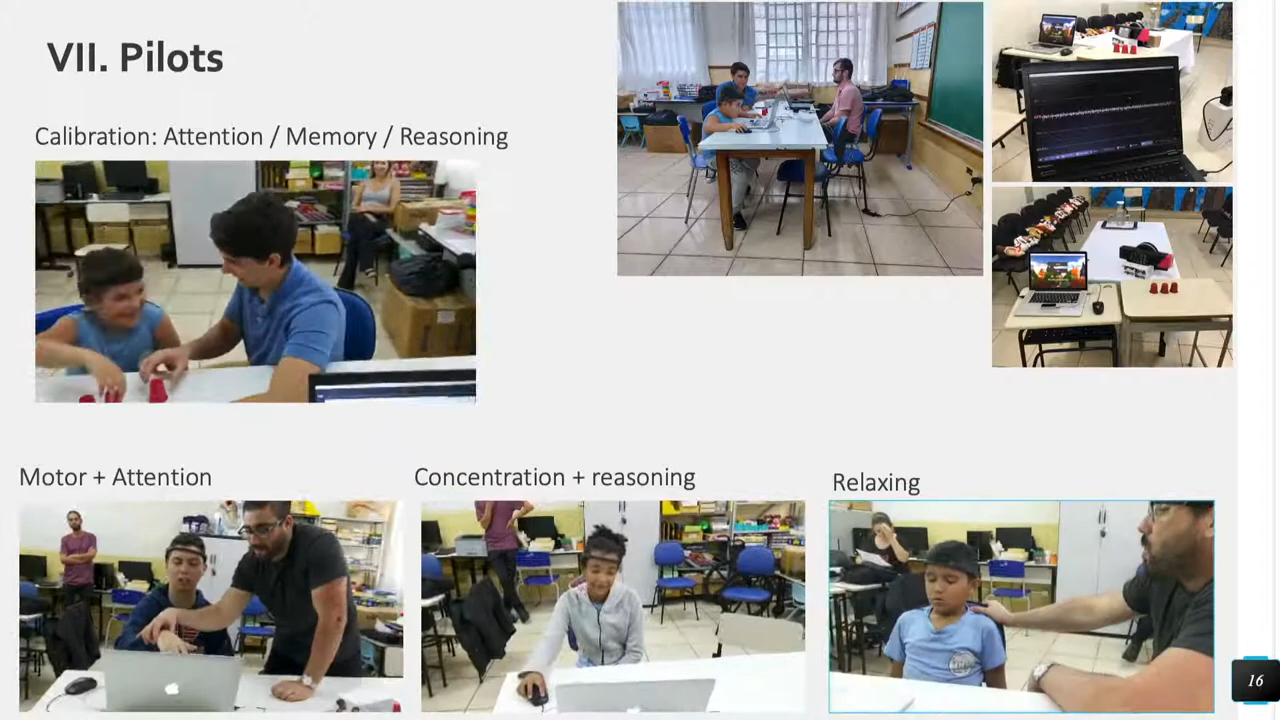 VII. Pilots
Calibration: Attention / Memory / Reasoning
Motor + Attention
Concentration + reasoning
Relaxing
16